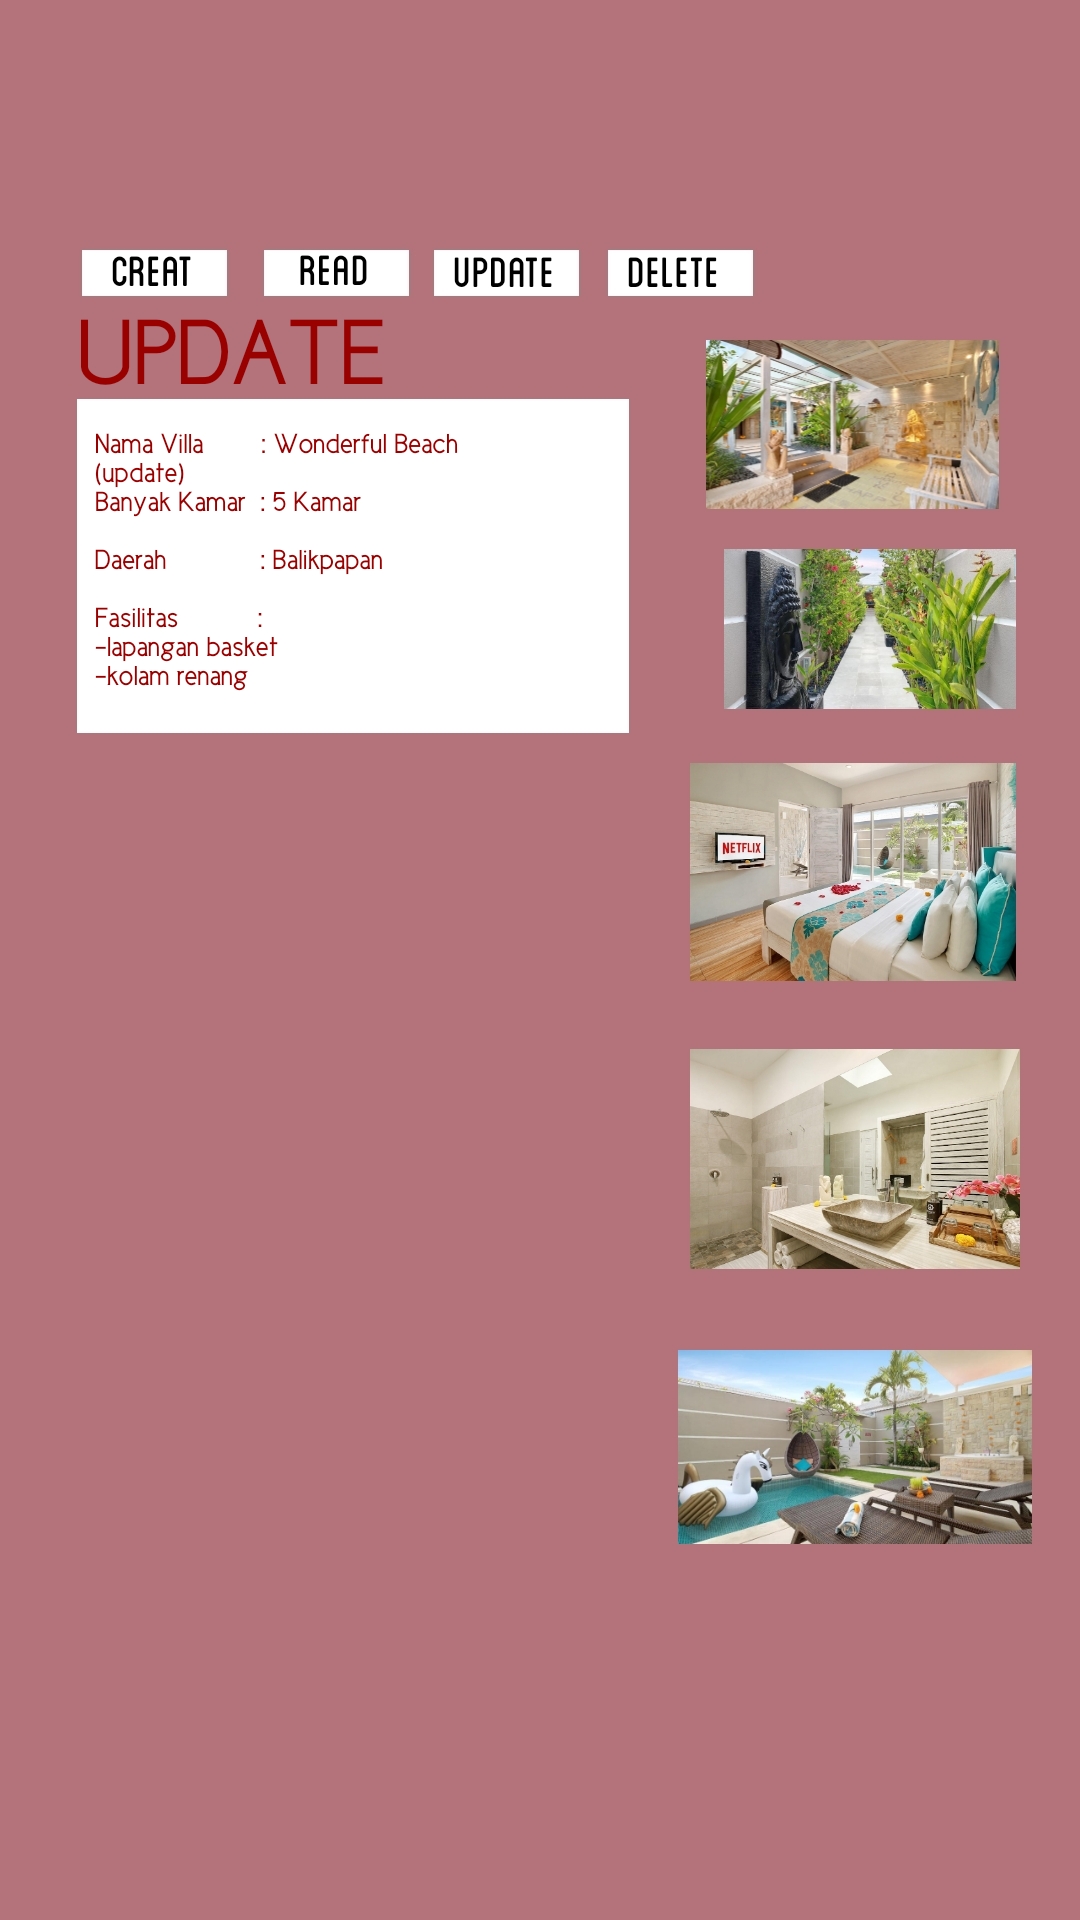 CREAT READ UPDATE DELETE
UPDATE
Nama Villa : Wonderful Beach
(update)
Banyak Kamar : 5 Kamar
Daerah : Balikpapan
Fasilitas :
-lapangan basket
-kolam renang
NETFLIX